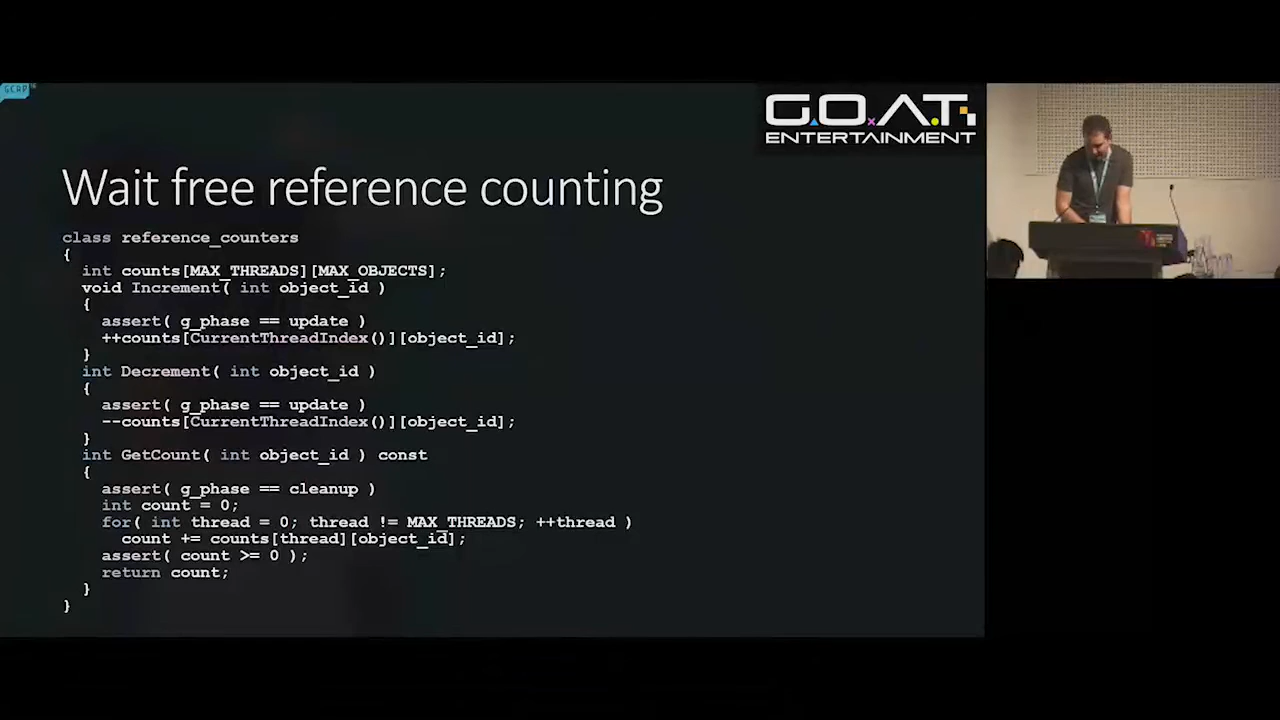 GCAP
G.O.A.T.
ENTERTAINMENT
Wait free reference counting
class reference_counters
{
int counts[MAX_THREADS][MAX_OBJECTS];
void Increment( int object_id )
{
assert( g_phase == update )
++counts[CurrentThreadIndex()][object_id];
}
int Decrement( int object_id )
{
assert( g_phase == update )
--counts[CurrentThreadIndex()][object_id];
}
int GetCount( int object_id ) const
{
assert( g_phase == cleanup )
int count = 0;
for( int thread = 0; thread != MAX_THREADS; ++thread )
count += counts[thread][object_id];
assert( count >= 0 );
return count;
}
}